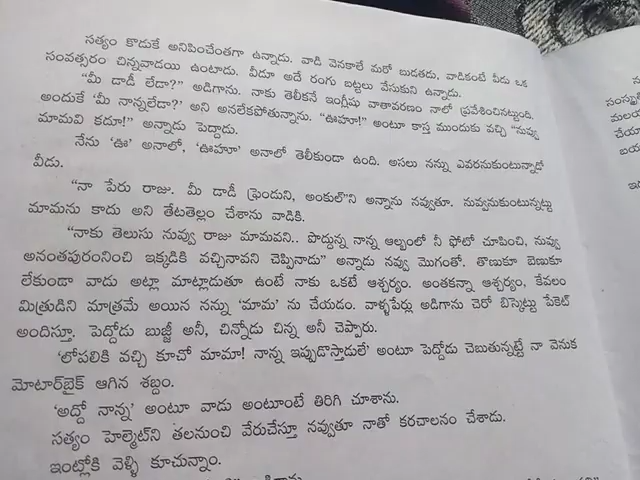 సత్యం కొడుకే అనిపించేంతగా ఉన్నాడు. వాడి వెనకాలే మరో బుడతడు, వాడికంటే వీడు ఒక
సంవత్సరం చిన్నవాడయి ఉంటాడు. వీడూ అదే రంగు బట్టలు వేసుకుని ఉన్నాడు.
“మీ డాడీ లేడా?” అడిగాను. నాకు తెలీకనే ఇంగ్లీషు వాతావరణం నాలో ప్రవేశించినట్టుంది.
అందుకే ‘మీ నాన్నలేడా?’ అని అనలేకపోతున్నాను. “ఊహూ!” అంటూ కాస్త ముందుకు వచ్చి “నువ్వు
మామవి కదూ!” అన్నాడు పెద్దాడు.
నేను ‘ఊ’ అనాలో, ‘ఊహూ’ అనాలో తెలీకుండా ఉంది. అసలు నన్ను ఎవరనుకుంటున్నాడో
వీడు.
“నా పేరు రాజు. మీ డాడీ ఫ్రెండుని, అంకుల్”ని అన్నాను నవ్వుతూ. నువ్వనుకుంటున్నట్టు
మామను కాదు అని తేటతెల్లం చేశాను వాడికి.
“నాకు తెలుసు నువ్వు రాజు మామవని.. పొద్దున్న నాన్న ఆల్బంలో నీ ఫోటో చూపించి, నువ్వు
అనంతపురంనించి ఇక్కడికి వచ్చినావని చెప్పినాడు” అన్నాడు నవ్వు మొగంతో. తొణుకూ బెణుకూ
లేకుండా వాడు అట్లా మాట్లాడుతూ ఉంటే నాకు ఒకటే ఆశ్చర్యం. అంతకన్నా ఆశ్చర్యం, కేవలం
మిత్రుడిని మాత్రమే అయిన నన్ను ‘మామ’ ను చేయడం. వాళ్ళపేర్లు అడిగాను చెరో బిస్కెట్టు పేకెట్
అందిస్తూ, పెద్దోడు బుజ్జీ అనీ, చిన్నోడు చిన్న అనీ చెప్పారు.
‘లోపలికి వచ్చి కూచో మామా! నాన్న ఇప్పుడొస్తాడులే’ అంటూ పెద్దోడు చెబుతున్నట్టే నా వెనుక
మోటార్‌బైక్ ఆగిన శబ్దం.
‘అద్దో నాన్న’ అంటూ వాడు అంటూంటే తిరిగి చూశాను.
సత్యం హెల్మెట్‌ని తలనుంచి వేరుచేస్తూ నవ్వుతూ నాతో కరచాలనం చేశాడు.
ఇంట్లోకి వెళ్ళి కూచున్నాం.